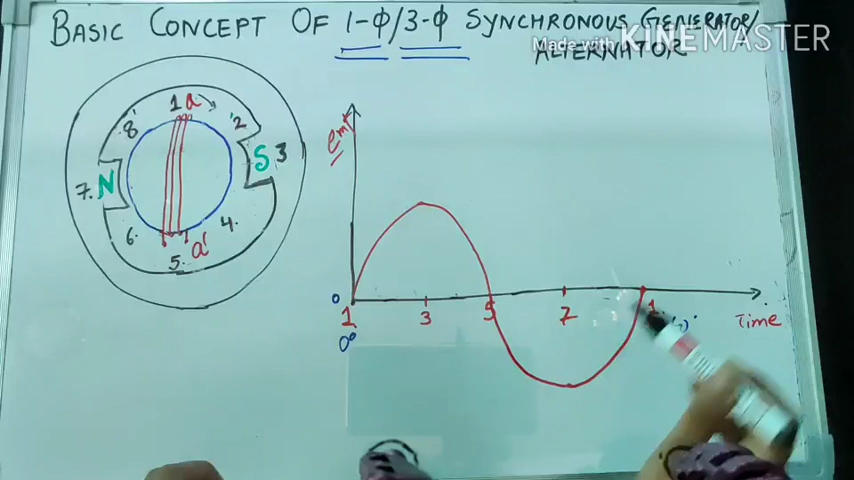 BASIC CONCEPT OF 1-Φ/3-Φ SYNCHRONOUS GENERATOR/
ALTERNATOR
Made with KINEMASTER
1 a
8' '2
N S 3
7.
6. 4.
5. a'
emf
0
1 3 5 7 1
0°
Time